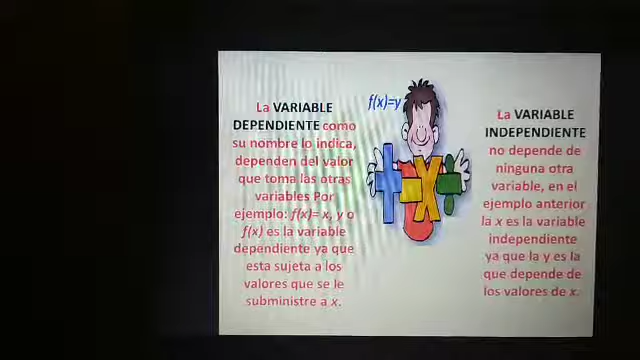 La VARIABLE
DEPENDIENTE como
su nombre lo indica,
dependen del valor
que toma las otras
variables Por
ejemplo: f(x)= x, y o
f(x) es la variable
dependiente ya que
esta sujeta a los
valores que se le
subministre a x.
f(x)=y
La VARIABLE
INDEPENDIENTE
no depende de
ninguna otra
variable, en el
ejemplo anterior
la x es la variable
independiente
ya que la y es la
que depende de
los valores de x.